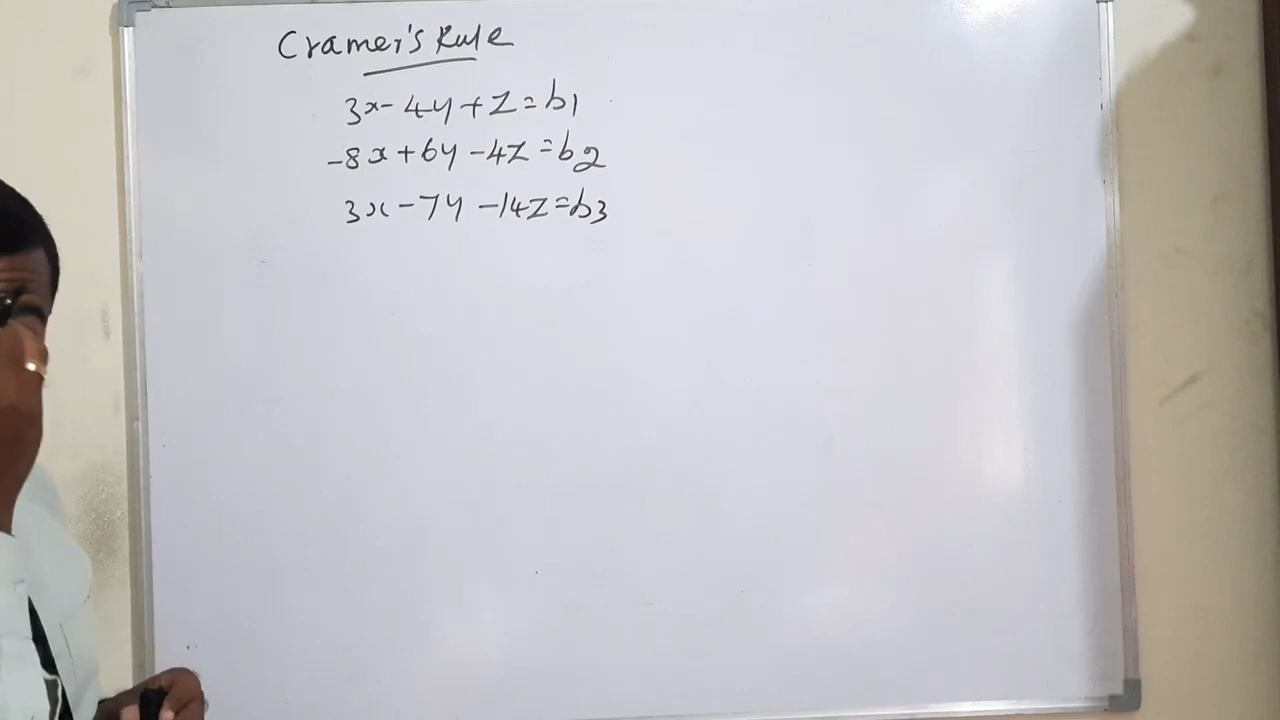 Cramer's Rule
3x - 4y + z = b1
-8x + 6y - 4z = b2
3x - 7y - 14z = b3